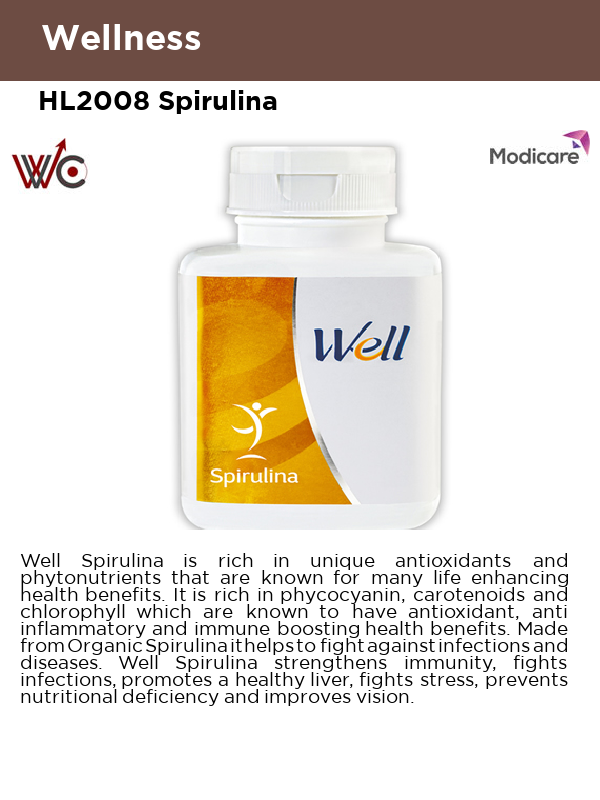 Wellness
HL2008 Spirulina
WC
Modicare
Well
Spirulina
Well Spirulina is rich in unique antioxidants and
phytonutrients that are known for many life enhancing
health benefits. It is rich in phycocyanin, carotenoids and
chlorophyll which are known to have antioxidant, anti
inflammatory and immune boosting health benefits. Made
from Organic Spirulina it helps to fight against infections and
diseases. Well Spirulina strengthens immunity, fights
infections, promotes a healthy liver, fights stress, prevents
nutritional deficiency and improves vision.